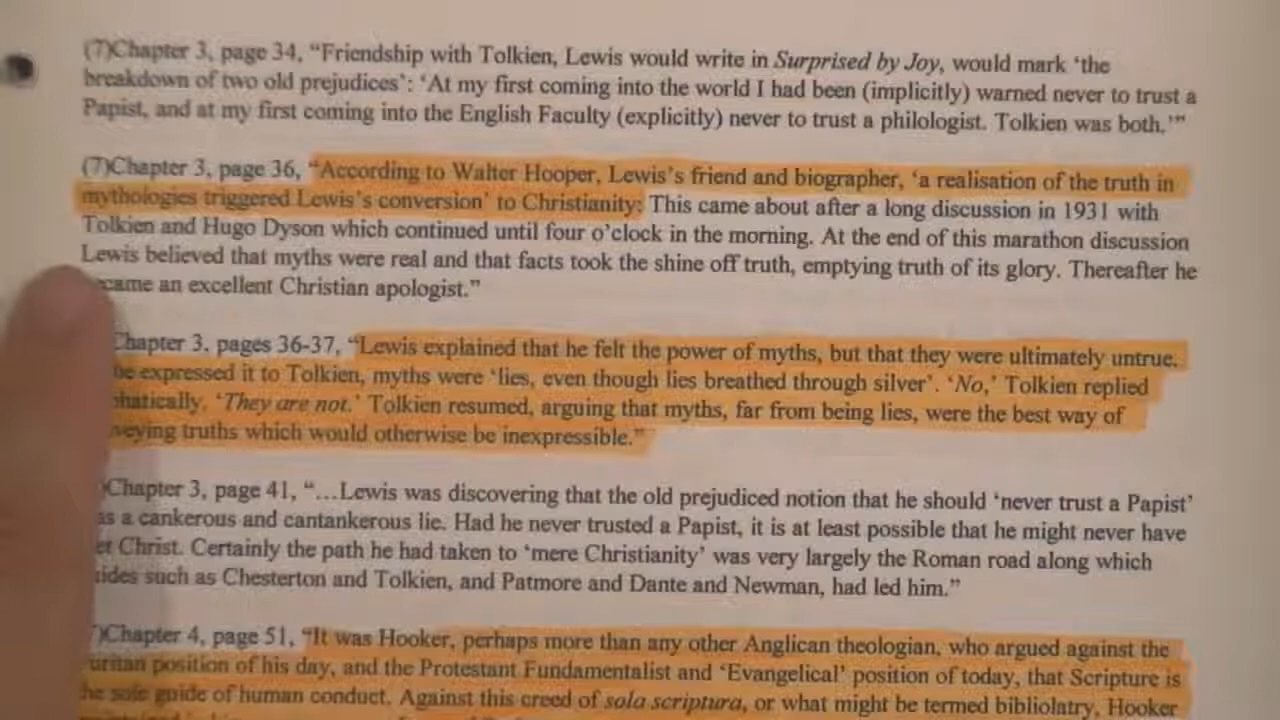 (7)Chapter 3, page 34, “Friendship with Tolkien, Lewis would write in Surprised by Joy, would mark ‘the
breakdown of two old prejudices’: ‘At my first coming into the world I had been (implicitly) warned never to trust a
Papist, and at my first coming into the English Faculty (explicitly) never to trust a philologist. Tolkien was both.’”
(7)Chapter 3, page 36, “According to Walter Hooper, Lewis’s friend and biographer, ‘a realisation of the truth in
mythologies triggered Lewis’s conversion’ to Christianity: This came about after a long discussion in 1931 with
Tolkien and Hugo Dyson which continued until four o’clock in the morning. At the end of this marathon discussion
Lewis believed that myths were real and that facts took the shine off truth, emptying truth of its glory. Thereafter he
came an excellent Christian apologist.”
Chapter 3. pages 36-37, “Lewis explained that he felt the power of myths, but that they were ultimately untrue.
he expressed it to Tolkien, myths were ‘lies, even though lies breathed through silver’. ‘No,’ Tolkien replied
phatically. ‘They are not.’ Tolkien resumed, arguing that myths, far from being lies, were the best way of
veying truths which would otherwise be inexpressible.”
)Chapter 3, page 41, “…Lewis was discovering that the old prejudiced notion that he should ‘never trust a Papist’
as a cankerous and cantankerous lie. Had he never trusted a Papist, it is at least possible that he might never have
et Christ. Certainly the path he had taken to ‘mere Christianity’ was very largely the Roman road along which
ides such as Chesterton and Tolkien, and Patmore and Dante and Newman, had led him.”
7)Chapter 4, page 51, “It was Hooker, perhaps more than any other Anglican theologian, who argued against the
uritan position of his day, and the Protestant Fundamentalist and ‘Evangelical’ position of today, that Scripture is
he sole guide of human conduct. Against this creed of sola scriptura, or what might be termed bibliolatry, Hooker